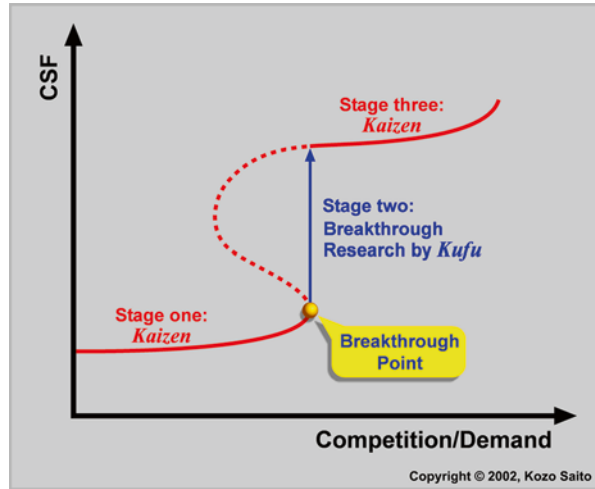 CSF
Stage three:
Kaizen
Stage two:
Breakthrough
Research by Kufu
Stage one:
Kaizen
Breakthrough
Point
Competition/Demand
Copyright © 2002, Kozo Saito